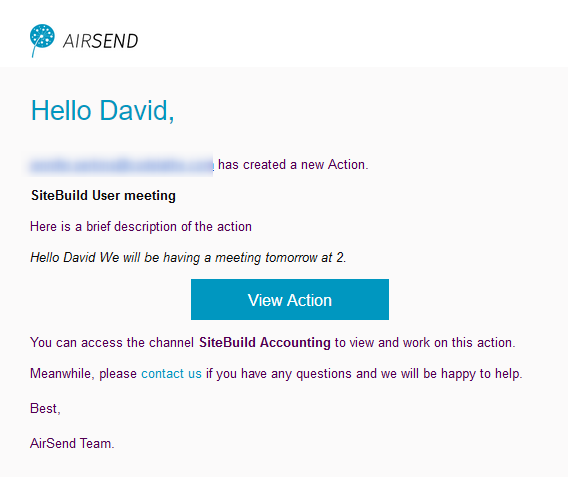 AIRSEND
Hello David,
has created a new Action.
SiteBuild User meeting
Here is a brief description of the action
Hello David We will be having a meeting tomorrow at 2.
View Action
You can access the channel SiteBuild Accounting to view and work on this action.
Meanwhile, please contact us if you have any questions and we will be happy to help.
Best,
AirSend Team.